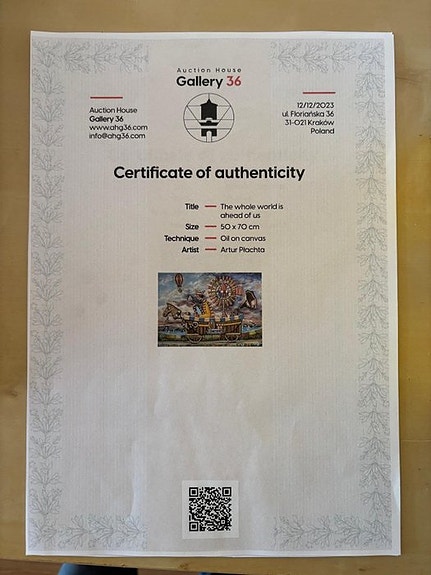 Auction House
Gallery 36
Auction House
Gallery 36
www.ahg36.com
info@ahg36.com
12/12/2023
ul. Floriańska 36
31-021 Kraków
Poland
Certificate of authenticity
Title — The whole world is
ahead of us
Size — 50 x 70 cm
Technique — Oil on canvas
Artist — Artur Płachta